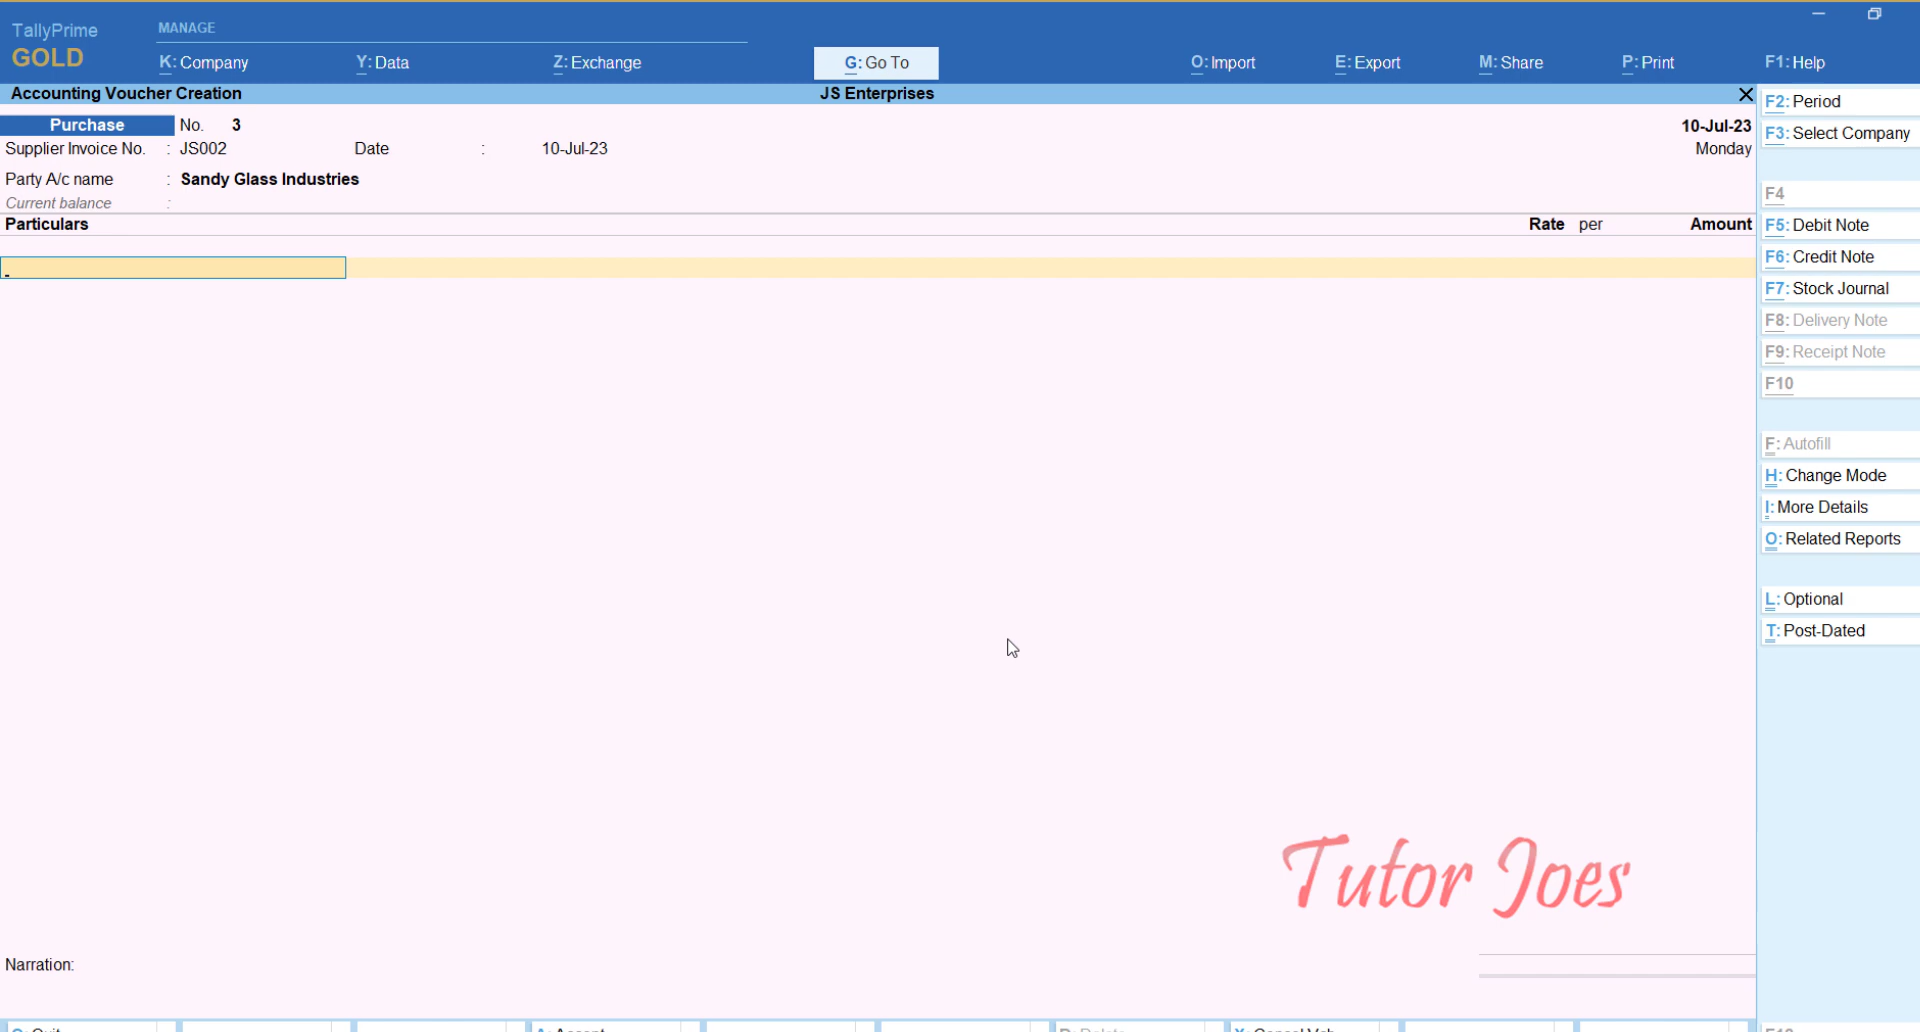 TallyPrime
GOLD
MANAGE
K: Company
Y: Data
Z: Exchange
G: Go To
O: Import
E: Export
M: Share
P: Print
F1: Help
Accounting Voucher Creation
JS Enterprises
Purchase No. 3
10-Jul-23
Supplier Invoice No. : JS002 Date : 10-Jul-23
Monday
Party A/c name : Sandy Glass Industries
Current balance :
Particulars Rate per Amount
F2: Period
F3: Select Company
F4
F5: Debit Note
F6: Credit Note
F7: Stock Journal
F8: Delivery Note
F9: Receipt Note
F10
F: Autofill
H: Change Mode
I: More Details
O: Related Reports
L: Optional
T: Post-Dated
Tutor Joes
Narration: